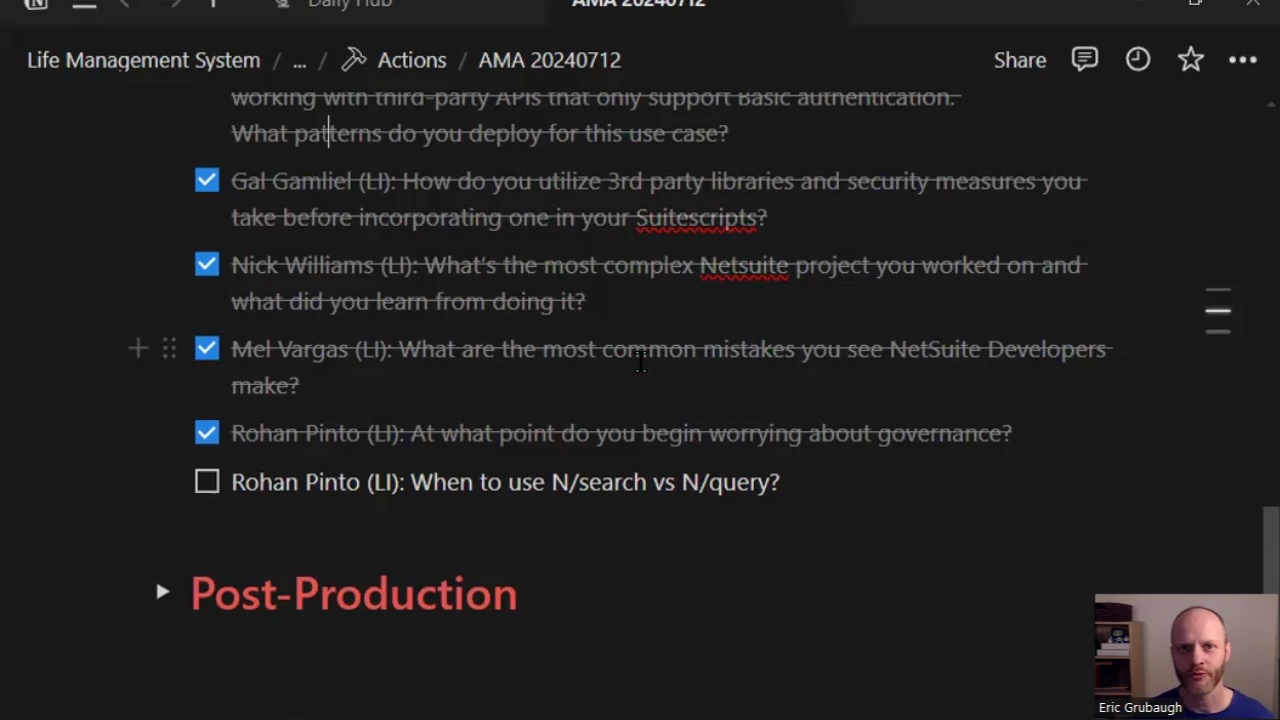 Daily Hub
AMA 20240712
Life Management System / ... / Actions / AMA 20240712
Share
working with third-party APIs that only support Basic authentication.
What patterns do you deploy for this use case?
Gal Gamliel (LI): How do you utilize 3rd party libraries and security measures you
take before incorporating one in your Suitescripts?
Nick Williams (LI): What's the most complex Netsuite project you worked on and
what did you learn from doing it?
Mel Vargas (LI): What are the most common mistakes you see NetSuite Developers
make?
Rohan Pinto (LI): At what point do you begin worrying about governance?
Rohan Pinto (LI): When to use N/search vs N/query?
Post-Production
Eric Grubaugh